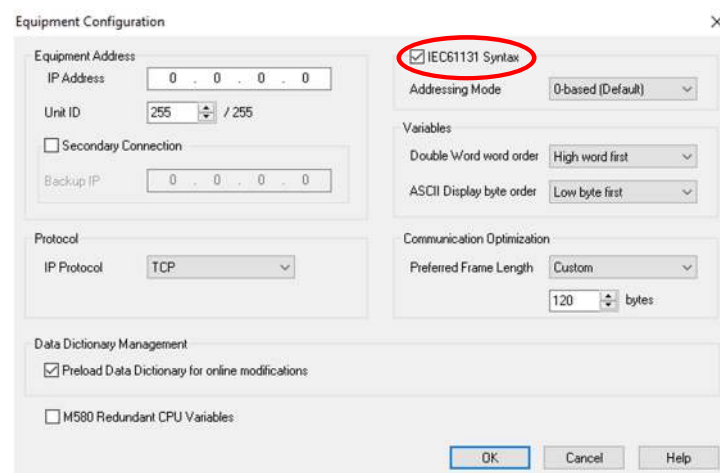 Equipment Configuration
Equipment Address
IP Address 0 . 0 . 0 . 0
Unit ID 255 / 255
Secondary Connection
Backup IP 0 . 0 . 0 . 0
IEC61131 Syntax
Addressing Mode 0-based (Default)
Variables
Double Word word order High word first
ASCII Display byte order Low byte first
Protocol
IP Protocol TCP
Communication Optimization
Preferred Frame Length Custom
120 bytes
Data Dictionary Management
Preload Data Dictionary for online modifications
M580 Redundant CPU Variables
OK Cancel Help